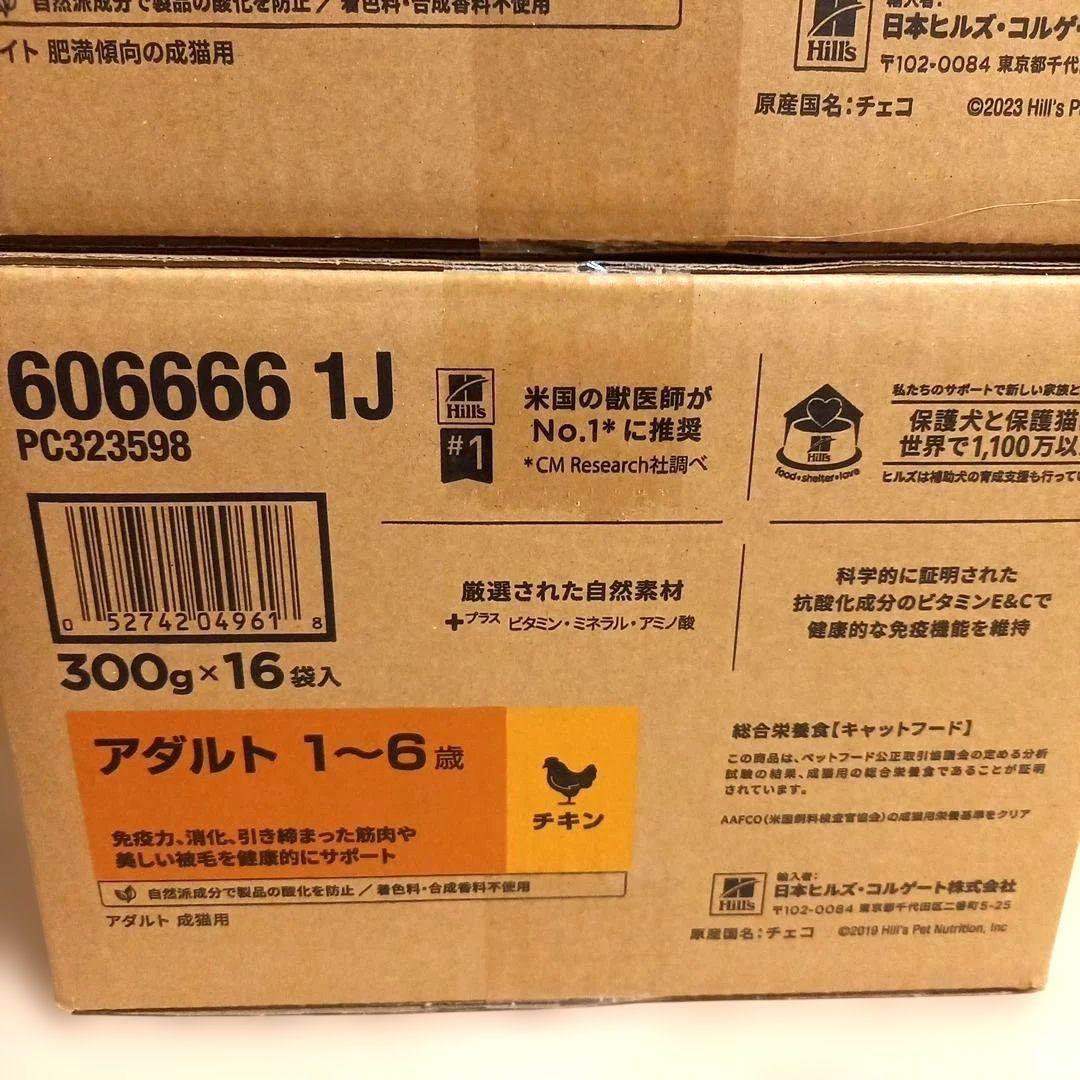 自然派成分で製品の酸化を防止 / 着色料・合成香料不使用
イト 肥満傾向の成猫用
Hill's
輸入者:
日本ヒルズ・コルゲー
〒102-0084 東京都千代
原産国名：チェコ
©2023 Hill's P
606666 1J
PC323598
0 52742 04961 8
300g×16袋入
Hill's
#1
米国の獣医師が
No.1*に推奨
*CM Research社調べ
Hill's
food・shelter・love
私たちのサポートで新しい家族と
保護犬と保護猫
世界で1,100万以
ヒルズは補助犬の育成支援も行って
厳選された自然素材
+プラス ビタミン・ミネラル・アミノ酸
科学的に証明された
抗酸化成分のビタミンE&Cで
健康的な免疫機能を維持
アダルト 1〜6歳
チキン
免疫力、消化、引き締まった筋肉や
美しい被毛を健康的にサポート
自然派成分で製品の酸化を防止 / 着色料・合成香料不使用
アダルト 成猫用
総合栄養食【キャットフード】
この商品は、ペットフード公正取引協議会の定める分析
試験の結果、成猫用の総合栄養食であることが証明
されています。
AAFCO（米国飼料検査官協会）の成猫用栄養基準をクリア
Hill's
輸入者:
日本ヒルズ・コルゲート株式会社
〒102-0084 東京都千代田区二番町5-25
原産国名：チェコ
©2019 Hill's Pet Nutrition, Inc